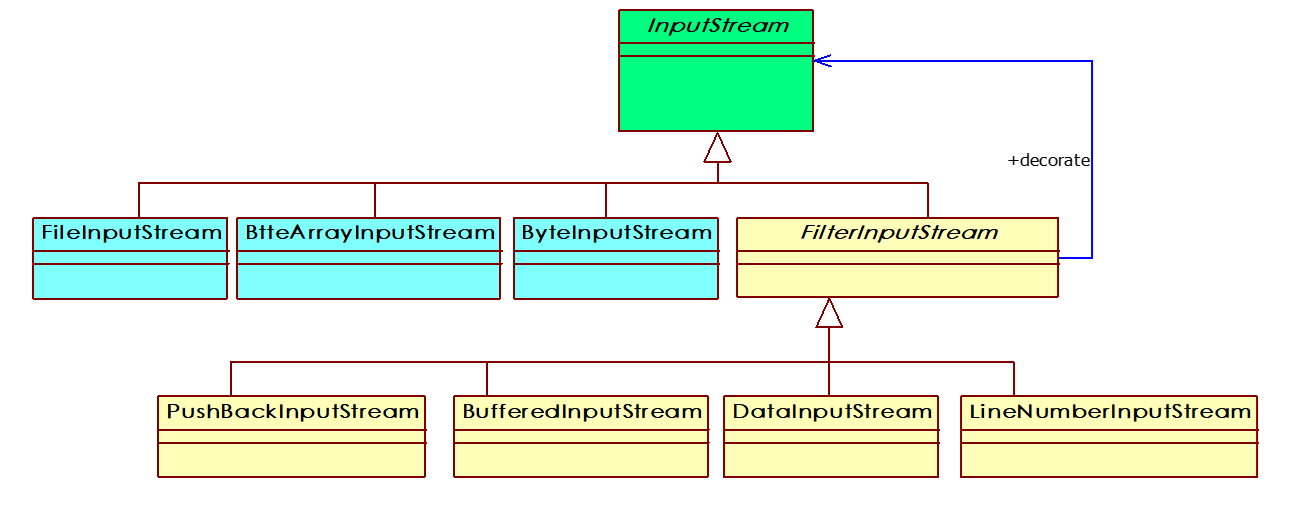 InputStream
+decorate
FileInputStream
BtteArrayInputStream
ByteInputStream
FilterInputStream
PushBackInputStream
BufferedInputStream
DataInputStream
LineNumberInputStream